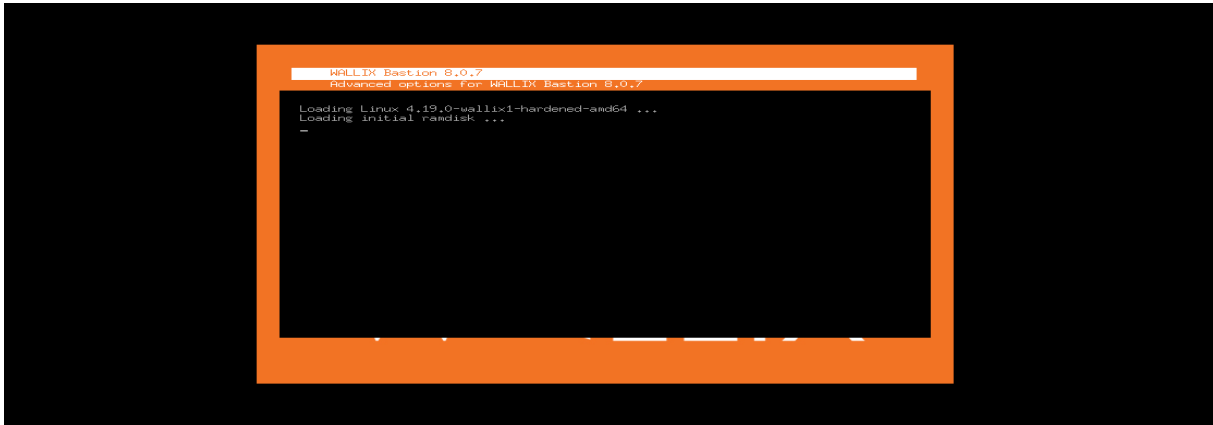 WALLIX Bastion 8.0.7
Advanced options for WALLIX Bastion 8.0.7
Loading Linux 4.19.0-wallix1-hardened-amd64 ...
Loading initial ramdisk ...